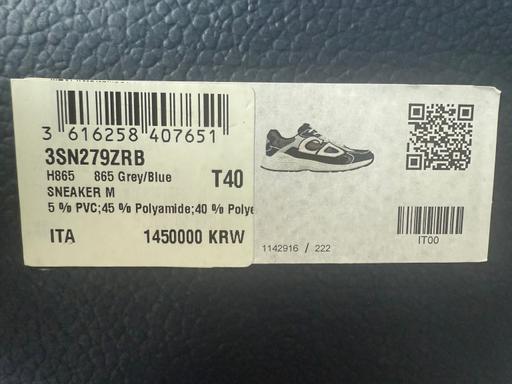 3 616258 407651
3SN279ZRB
H865 865 Grey/Blue T40
SNEAKER M
5 % PVC;45 % Polyamide;40 % Polye
ITA 1450000 KRW
1142916 / 222
IT00